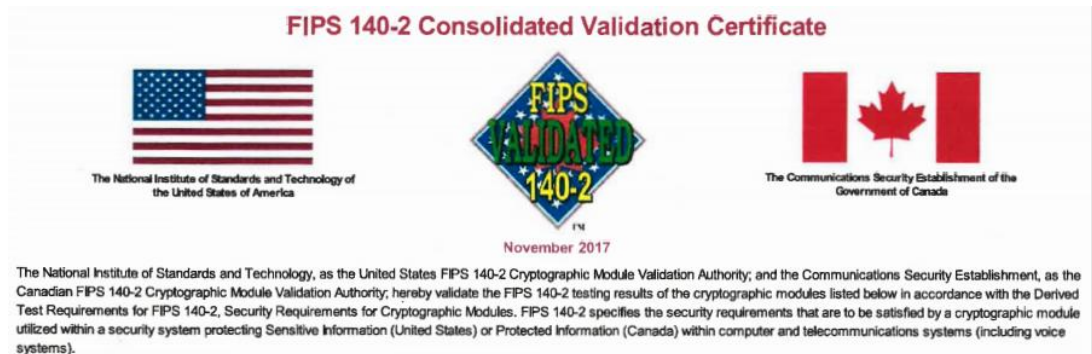 FIPS 140-2 Consolidated Validation Certificate
FIPS
VALIDATED
140-2
TM
The National Institute of Standards and Technology of
the United States of America
The Communications Security Establishment of the
Government of Canada
November 2017
The National Institute of Standards and Technology, as the United States FIPS 140-2 Cryptographic Module Validation Authority; and the Communications Security Establishment, as the
Canadian FIPS 140-2 Cryptographic Module Validation Authority; hereby validate the FIPS 140-2 testing results of the cryptographic modules listed below in accordance with the Derived
Test Requirements for FIPS 140-2, Security Requirements for Cryptographic Modules. FIPS 140-2 specifies the security requirements that are to be satisfied by a cryptographic module
utilized within a security system protecting Sensitive Information (United States) or Protected Information (Canada) within computer and telecommunications systems (including voice
systems).